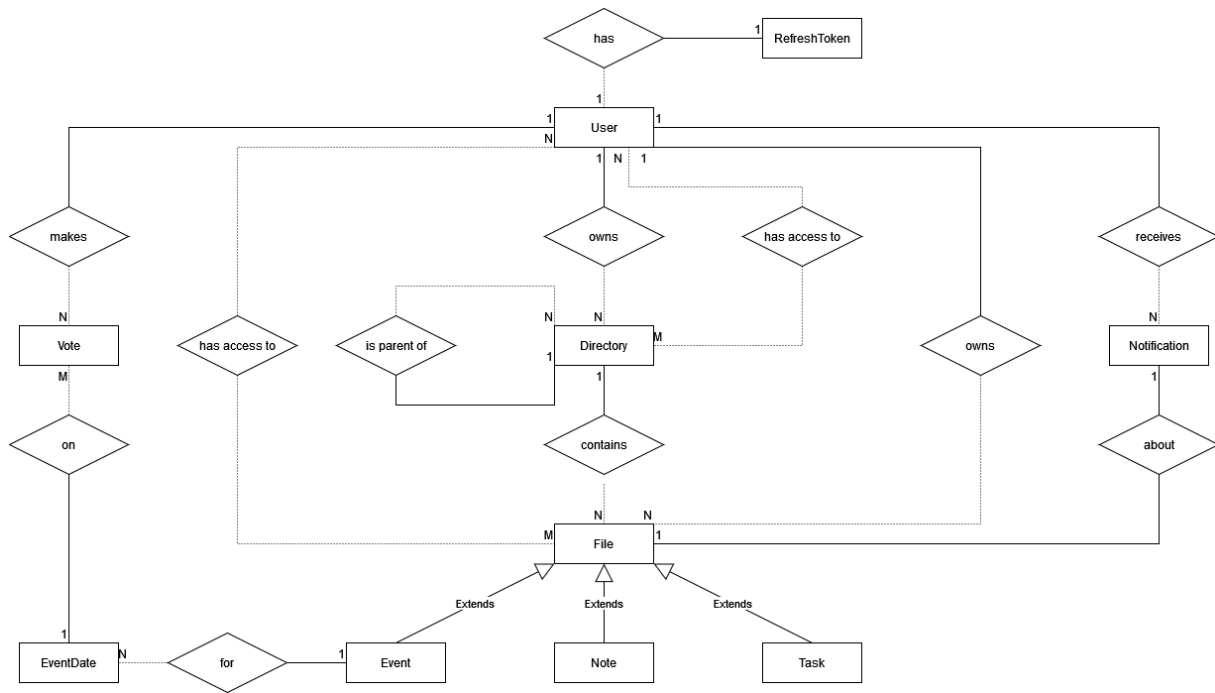 has
1
RefreshToken
1
1
User
1
N
1
N
1
makes
owns
has access to
receives
N
N
N
N
Vote
has access to
is parent of
1
Directory
M
owns
Notification
M
1
1
on
contains
about
N
N
M
File
1
Extends
Extends
Extends
1
EventDate
N
for
1
Event
Note
Task